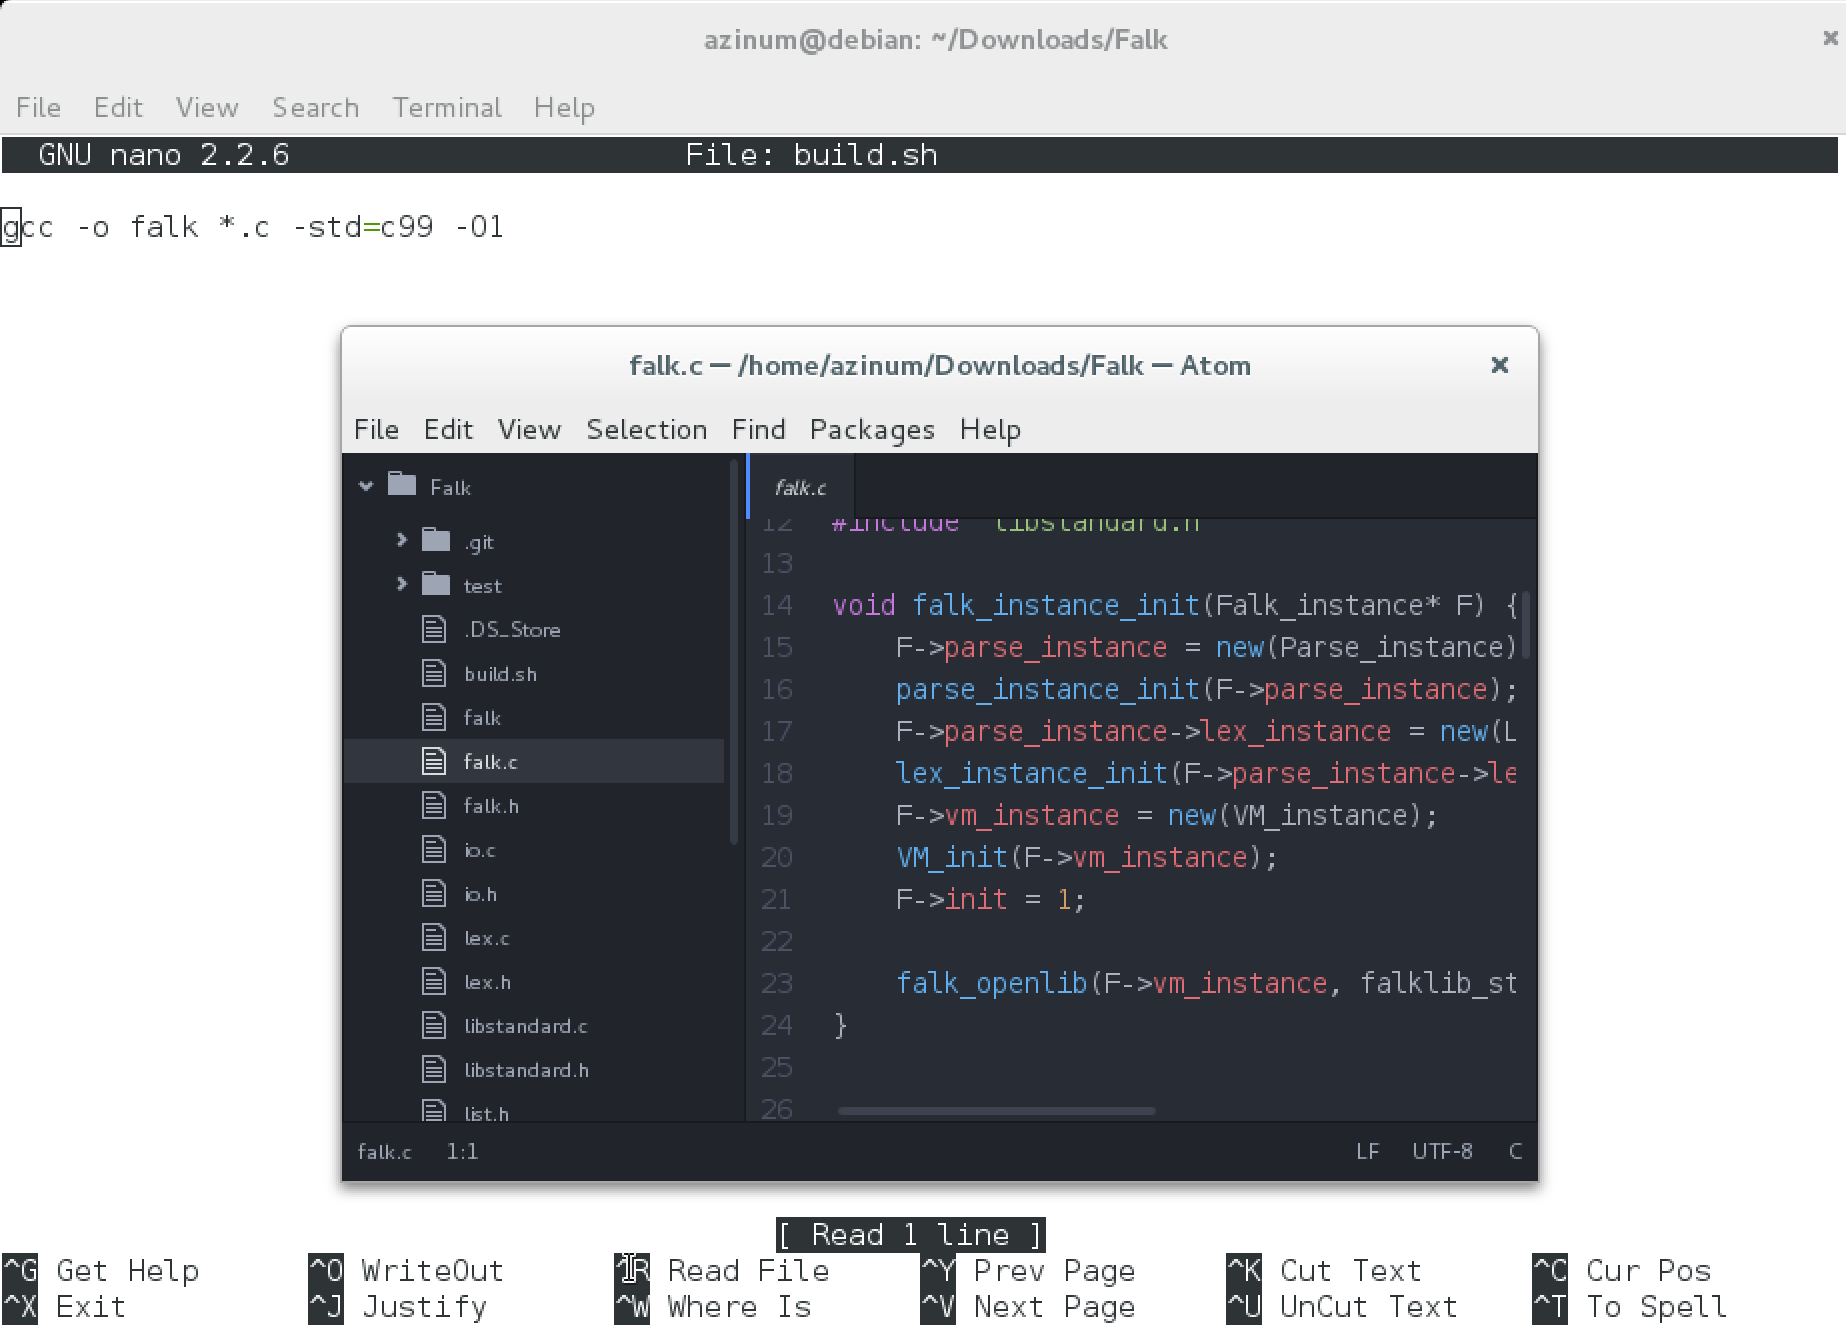 azinum@debian: ~/Downloads/Falk
File Edit View Search Terminal Help
GNU nano 2.2.6 File: build.sh
gcc -o falk *.c -std=c99 -O1
falk.c — /home/azinum/Downloads/Falk — Atom
File Edit View Selection Find Packages Help
Falk
.git
test
.DS_Store
build.sh
falk
falk.c
falk.h
io.c
io.h
lex.c
lex.h
libstandard.c
libstandard.h
list.h
falk.c
12 #include "libstandard.h"
13
14 void falk_instance_init(Falk_instance* F) {
15 F->parse_instance = new(Parse_instance)
16 parse_instance_init(F->parse_instance);
17 F->parse_instance->lex_instance = new(L
18 lex_instance_init(F->parse_instance->le
19 F->vm_instance = new(VM_instance);
20 VM_init(F->vm_instance);
21 F->init = 1;
22
23 falk_openlib(F->vm_instance, falklib_st
24 }
25
26
falk.c 1:1 LF UTF-8 C
[ Read 1 line ]
^G Get Help ^O WriteOut ^R Read File ^Y Prev Page ^K Cut Text ^C Cur Pos
^X Exit ^J Justify ^W Where Is ^V Next Page ^U UnCut Text ^T To Spell